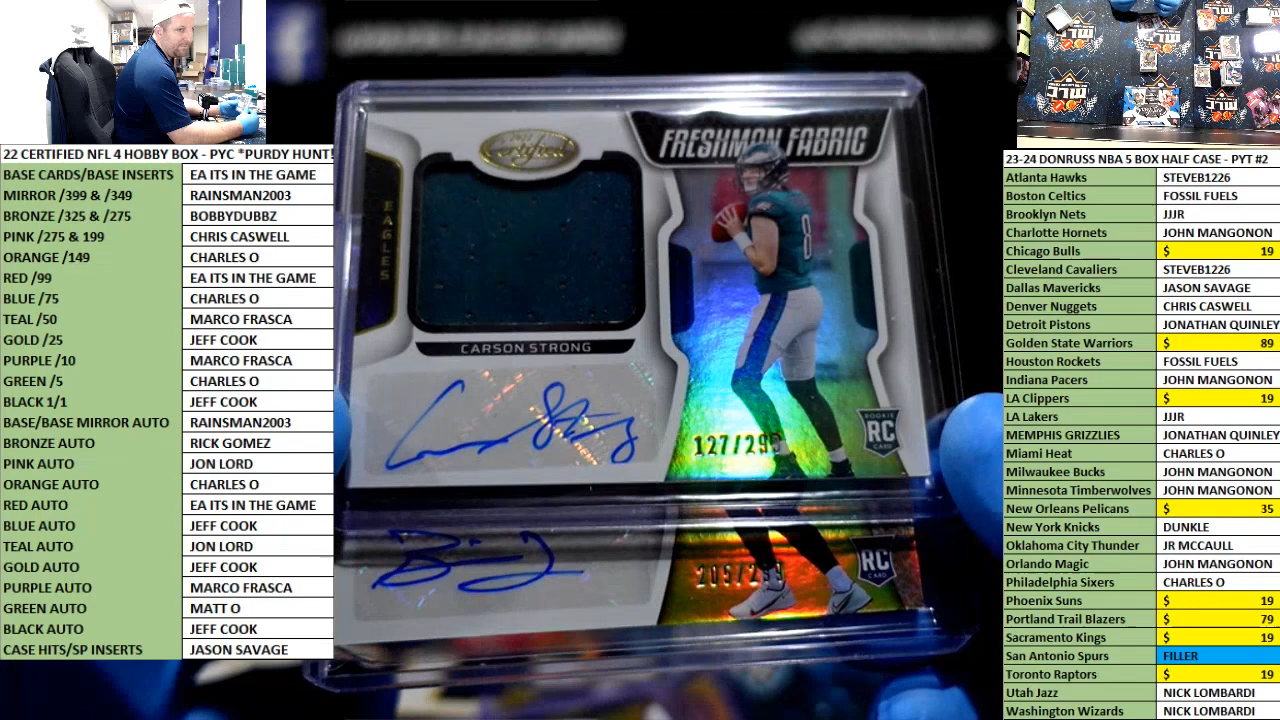 22 CERTIFIED NFL 4 HOBBY BOX - PYC *PURDY HUNT!
BASE CARDS/BASE INSERTS EA ITS IN THE GAME
MIRROR /399 & /349 RAINSMAN2003
BRONZE /325 & /275 BOBBYDUBBZ
PINK /275 & 199 CHRIS CASWELL
ORANGE /149 CHARLES O
RED /99 EA ITS IN THE GAME
BLUE /75 CHARLES O
TEAL /50 MARCO FRASCA
GOLD /25 JEFF COOK
PURPLE /10 MARCO FRASCA
GREEN /5 CHARLES O
BLACK 1/1 JEFF COOK
BASE/BASE MIRROR AUTO RAINSMAN2003
BRONZE AUTO RICK GOMEZ
PINK AUTO JON LORD
ORANGE AUTO CHARLES O
RED AUTO EA ITS IN THE GAME
BLUE AUTO JEFF COOK
TEAL AUTO JON LORD
GOLD AUTO JEFF COOK
PURPLE AUTO MARCO FRASCA
GREEN AUTO MATT O
BLACK AUTO JEFF COOK
CASE HITS/SP INSERTS JASON SAVAGE
Certified
FRESHMAN FABRIC
EAGLES
8
CARSON STRONG
127/299
ROOKIE
RC
CARD
205/299
RC
CARD
23-24 DONRUSS NBA 5 BOX HALF CASE - PYT #2
Atlanta Hawks STEVEB1226
Boston Celtics FOSSIL FUELS
Brooklyn Nets JJJR
Charlotte Hornets JOHN MANGONON
Chicago Bulls $ 19
Cleveland Cavaliers STEVEB1226
Dallas Mavericks JASON SAVAGE
Denver Nuggets CHRIS CASWELL
Detroit Pistons JONATHAN QUINLEY
Golden State Warriors $ 89
Houston Rockets FOSSIL FUELS
Indiana Pacers JOHN MANGONON
LA Clippers $ 19
LA Lakers JJJR
MEMPHIS GRIZZLIES JONATHAN QUINLEY
Miami Heat CHARLES O
Milwaukee Bucks JOHN MANGONON
Minnesota Timberwolves JOHN MANGONON
New Orleans Pelicans $ 35
New York Knicks DUNKLE
Oklahoma City Thunder JR MCCAULL
Orlando Magic JOHN MANGONON
Philadelphia Sixers CHARLES O
Phoenix Suns $ 19
Portland Trail Blazers $ 79
Sacramento Kings $ 19
San Antonio Spurs FILLER
Toronto Raptors $ 19
Utah Jazz NICK LOMBARDI
Washington Wizards NICK LOMBARDI